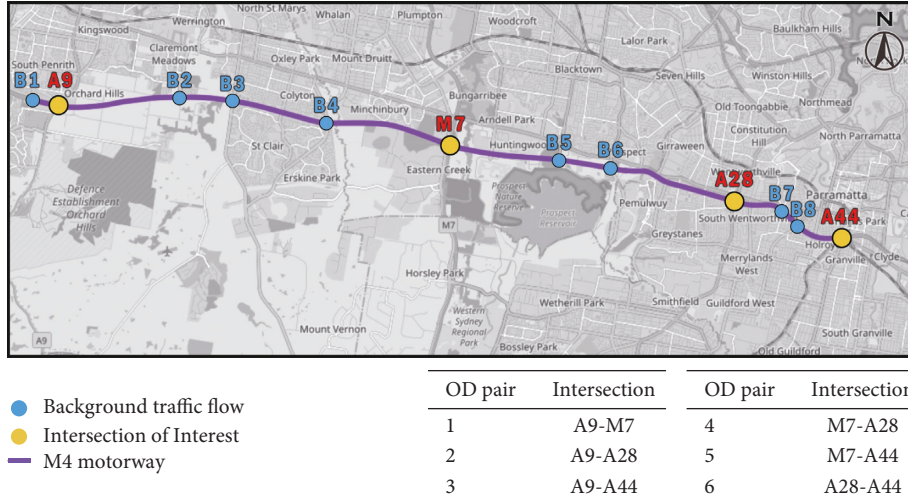 North St Marys
Werrington
Kingswood
Balkan
Plumpton
Woodcroft
Lalor Park
Baulkham Hills
N
Claremont
Meadows
Oxley Park
Mount Druitt
Blacktown
Seven Hills
Winston Hills
South Penrith
B1 A9
Orchard Hills
B2
B3
Colyton
Minchinbury
Bungarribee
Old Toongabbie
Northmead
B4
Arndell Park
Constitution
Hill
North Parramatta
M7
Huntingwood
B5
B6
Girraween
St Clair
Eastern Creek
Erskine Park
Prospect
Nature
Reserve
Prospect
Reservoir
Pemulwuy
A28
B7
B8
Parramatta
A44
South Wentworth
Defence
Establishment
Orchard
Hills
M7
Greystanes
Merrylands
West
Granville
Clyde
Horsley Park
Wetherill Park
Smithfield
Guildford West
Western
Sydney
Regional
Park
Mount Vernon
Bossley Park
South Granville
Old Guildford
A9
Background traffic flow
Intersection of Interest
M4 motorway
OD pair Intersection OD pair Intersection
1 A9-M7 4 M7-A28
2 A9-A28 5 M7-A44
3 A9-A44 6 A28-A44